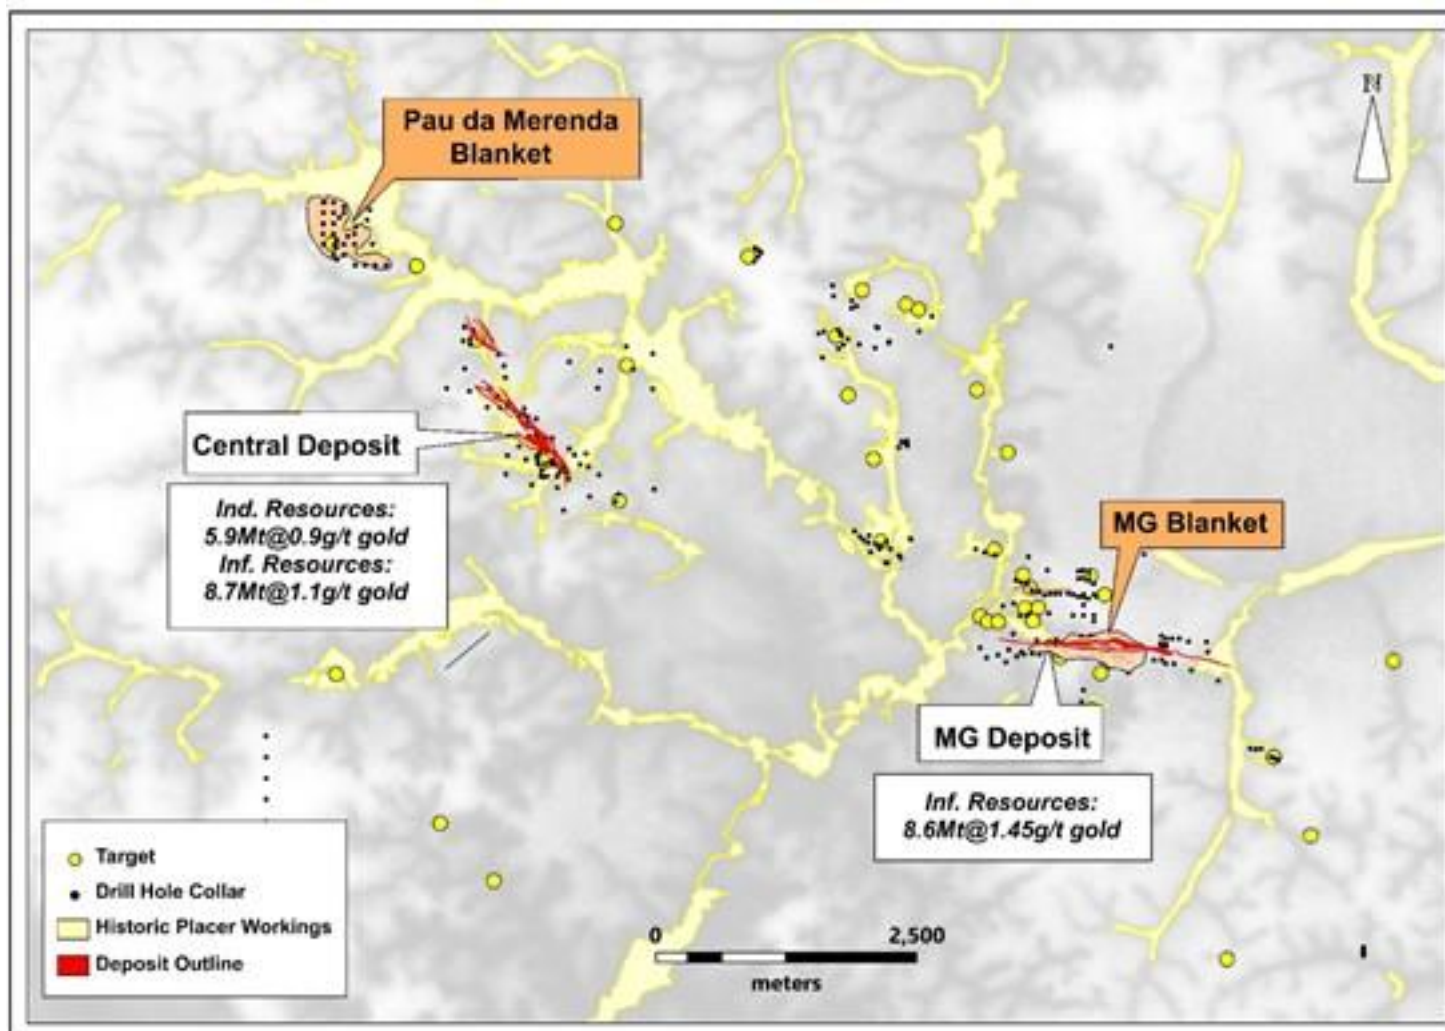 N
Pau da Merenda
Blanket
Central Deposit
Ind. Resources:
5.9Mt@0.9g/t gold
Inf. Resources:
8.7Mt@1.1g/t gold
MG Blanket
MG Deposit
Inf. Resources:
8.6Mt@1.45g/t gold
Target
Drill Hole Collar
Historic Placer Workings
Deposit Outline
0 2,500
meters